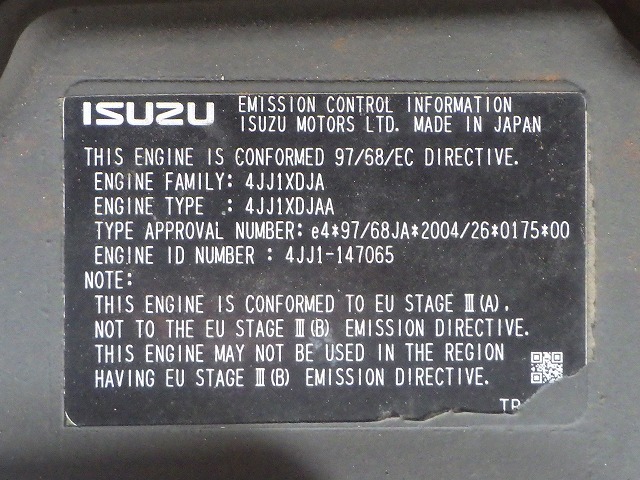 ISUZU EMISSION CONTROL INFORMATION
ISUZU MOTORS LTD. MADE IN JAPAN
THIS ENGINE IS CONFORMED 97/68/EC DIRECTIVE.
ENGINE FAMILY: 4JJ1XDJA
ENGINE TYPE : 4JJ1XDJAA
TYPE APPROVAL NUMBER: e4*97/68JA*2004/26*0175*00
ENGINE ID NUMBER : 4JJ1-147065
NOTE:
THIS ENGINE IS CONFORMED TO EU STAGE Ⅲ(A),
NOT TO THE EU STAGE Ⅲ(B) EMISSION DIRECTIVE.
THIS ENGINE MAY NOT BE USED IN THE REGION
HAVING EU STAGE Ⅲ(B) EMISSION DIRECTIVE.